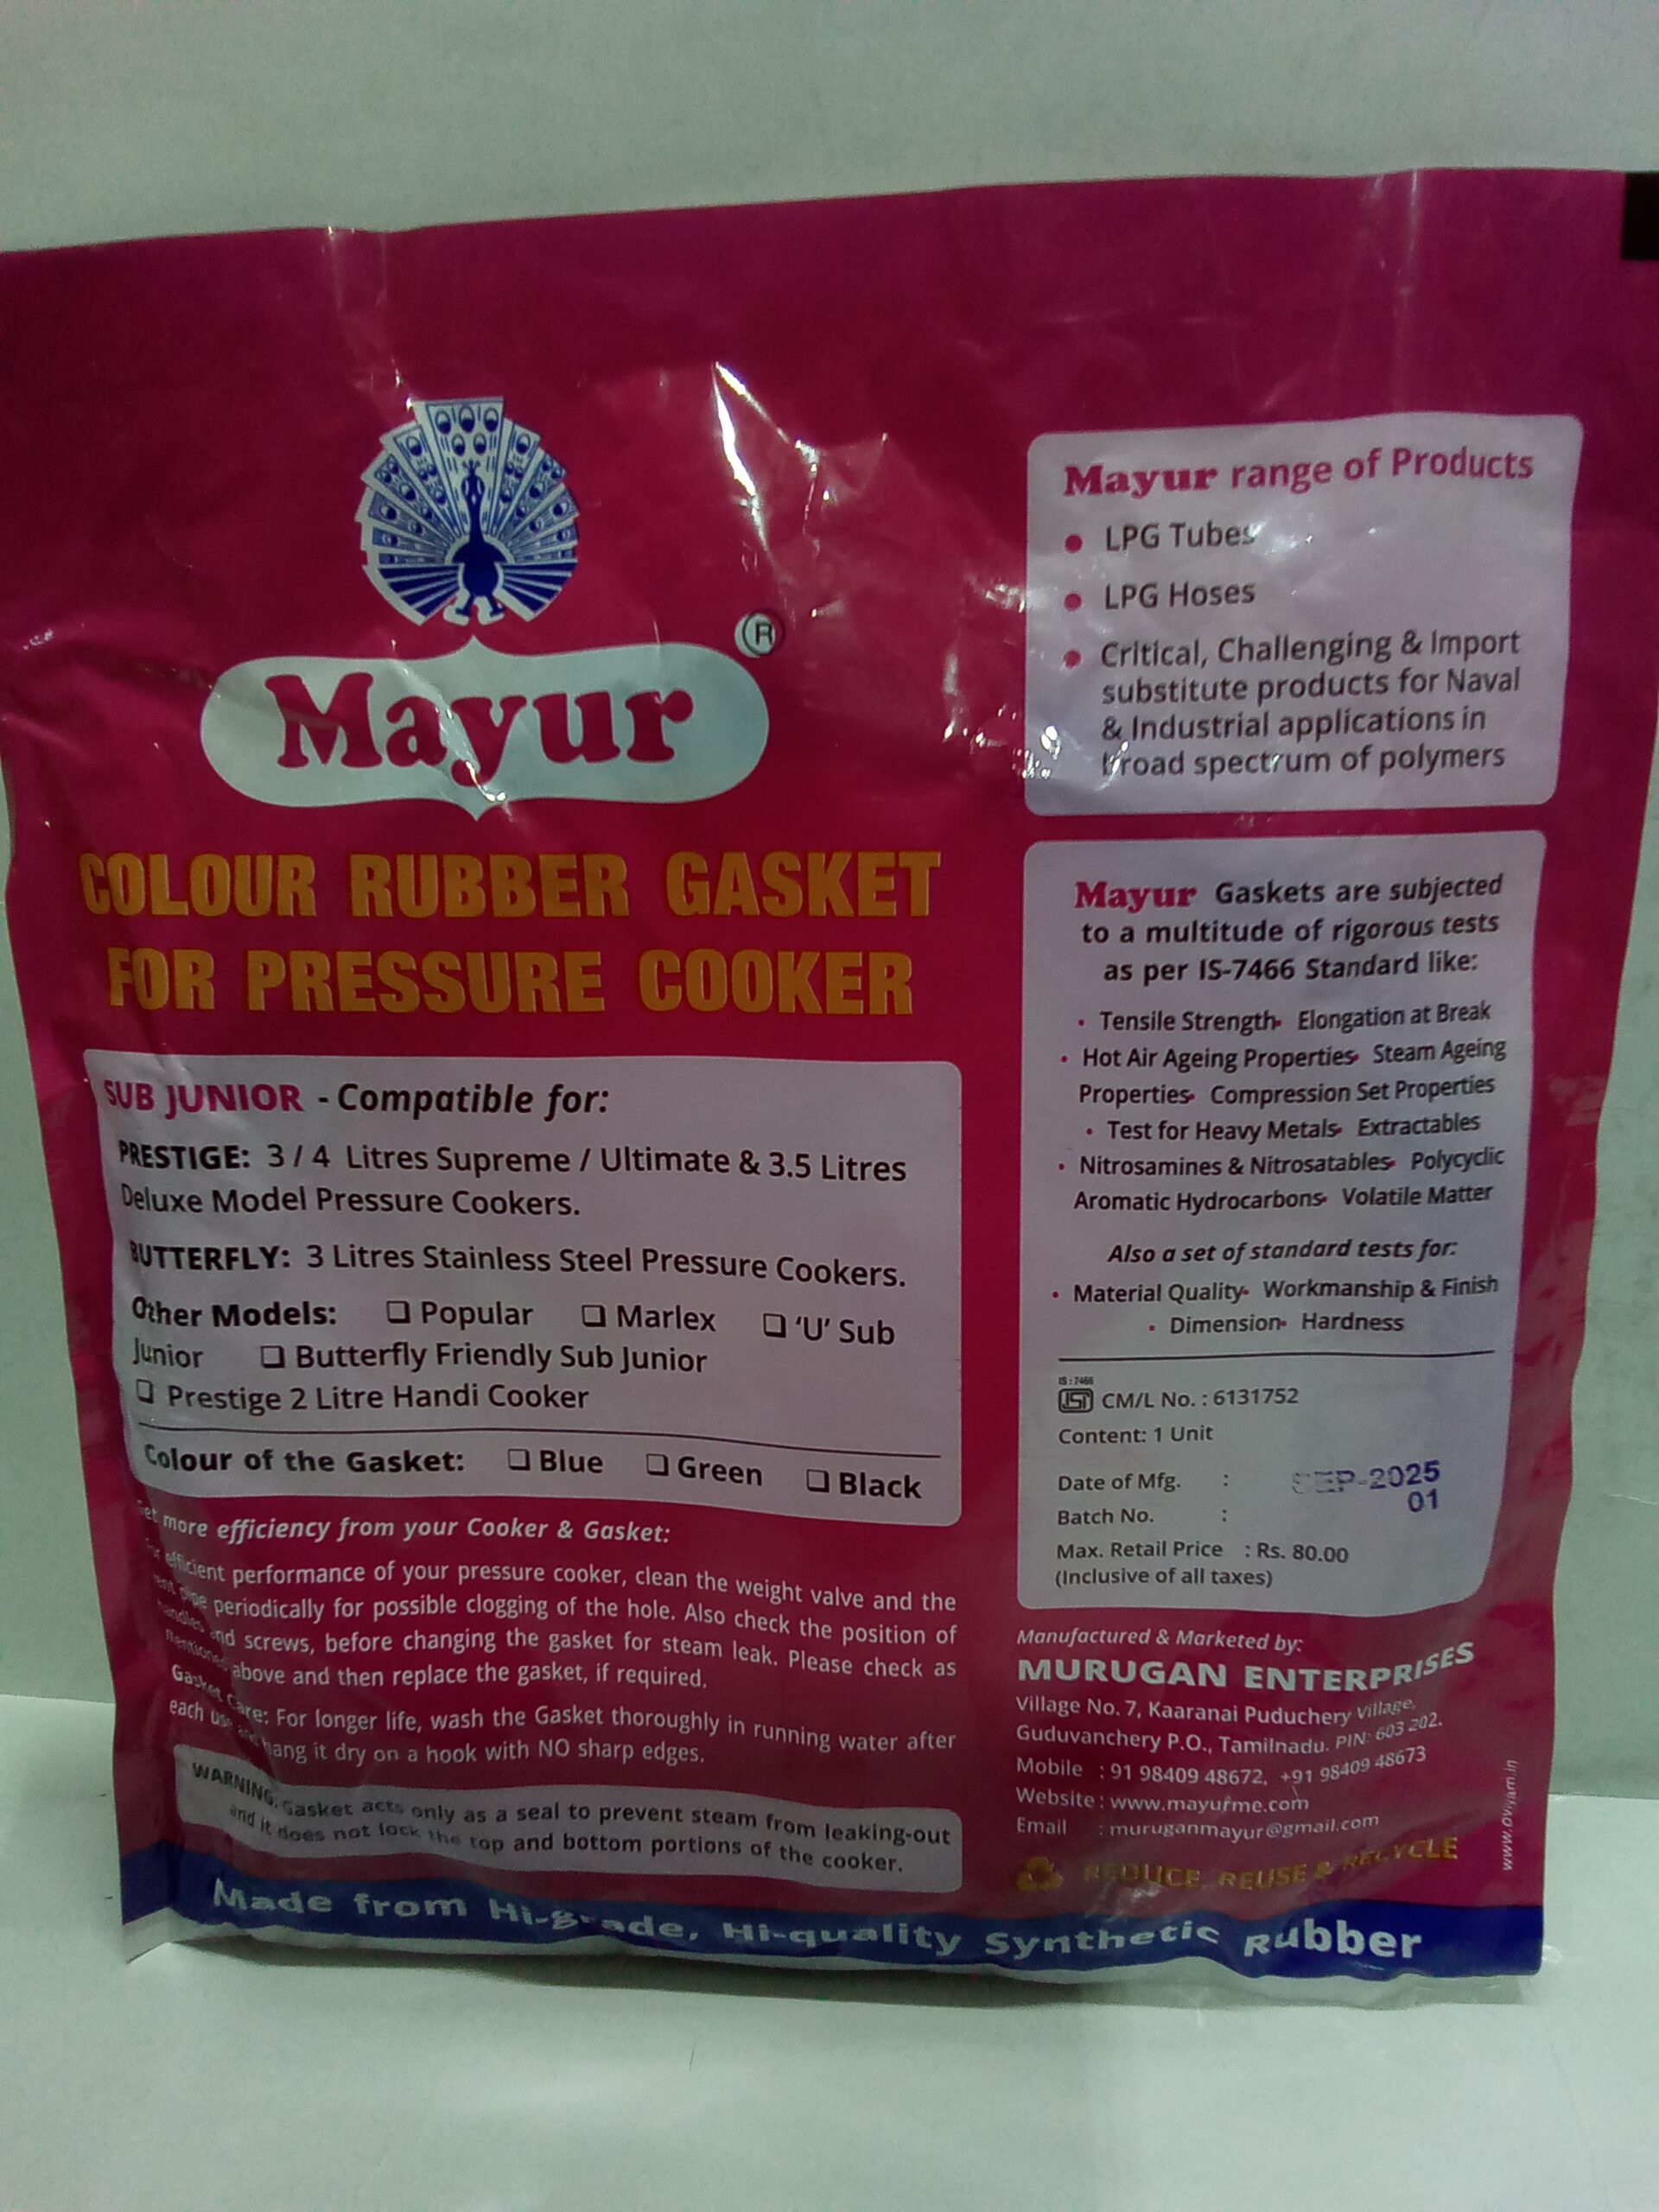 Mayur ®
COLOUR RUBBER GASKET
FOR PRESSURE COOKER
SUB JUNIOR - Compatible for:
PRESTIGE: 3 / 4 Litres Supreme / Ultimate & 3.5 Litres
Deluxe Model Pressure Cookers.
BUTTERFLY: 3 Litres Stainless Steel Pressure Cookers.
Other Models: ❑ Popular ❑ Marlex ❑ 'U' Sub
Junior ❑ Butterfly Friendly Sub Junior
❑ Prestige 2 Litre Handi Cooker
Colour of the Gasket: ❑ Blue ❑ Green ❑ Black
Get more efficiency from your Cooker & Gasket:
For efficient performance of your pressure cooker, clean the weight valve and the
vent pipe periodically for possible clogging of the hole. Also check the position of
handles and screws, before changing the gasket for steam leak. Please check as
mentioned above and then replace the gasket, if required.
Gasket Care: For longer life, wash the Gasket thoroughly in running water after
each use and hang it dry on a hook with NO sharp edges.
WARNING: Gasket acts only as a seal to prevent steam from leaking-out
and it does not lock the top and bottom portions of the cooker.
Mayur range of Products
• LPG Tubes
• LPG Hoses
• Critical, Challenging & Import
substitute products for Naval
& Industrial applications in
broad spectrum of polymers
Mayur Gaskets are subjected
to a multitude of rigorous tests
as per IS-7466 Standard like:
• Tensile Strength • Elongation at Break
• Hot Air Ageing Properties • Steam Ageing
Properties • Compression Set Properties
• Test for Heavy Metals • Extractables
• Nitrosamines & Nitrosatables • Polycyclic
Aromatic Hydrocarbons • Volatile Matter
Also a set of standard tests for:
• Material Quality • Workmanship & Finish
• Dimension • Hardness
IS : 7466
ISI CM/L No. : 6131752
Content: 1 Unit
Date of Mfg. : SEP-2025
Batch No. : 01
Max. Retail Price : Rs. 80.00
(Inclusive of all taxes)
Manufactured & Marketed by:
MURUGAN ENTERPRISES
Village No. 7, Kaaranai Puduchery Village,
Guduvanchery P.O., Tamilnadu. PIN: 603 202.
Mobile : 91 98409 48672, +91 98409 48673
Website : www.mayurme.com
Email : muruganmayur@gmail.com
REDUCE, REUSE & RECYCLE
www.oviyam.in
Made from Hi-grade, Hi-quality Synthetic Rubber